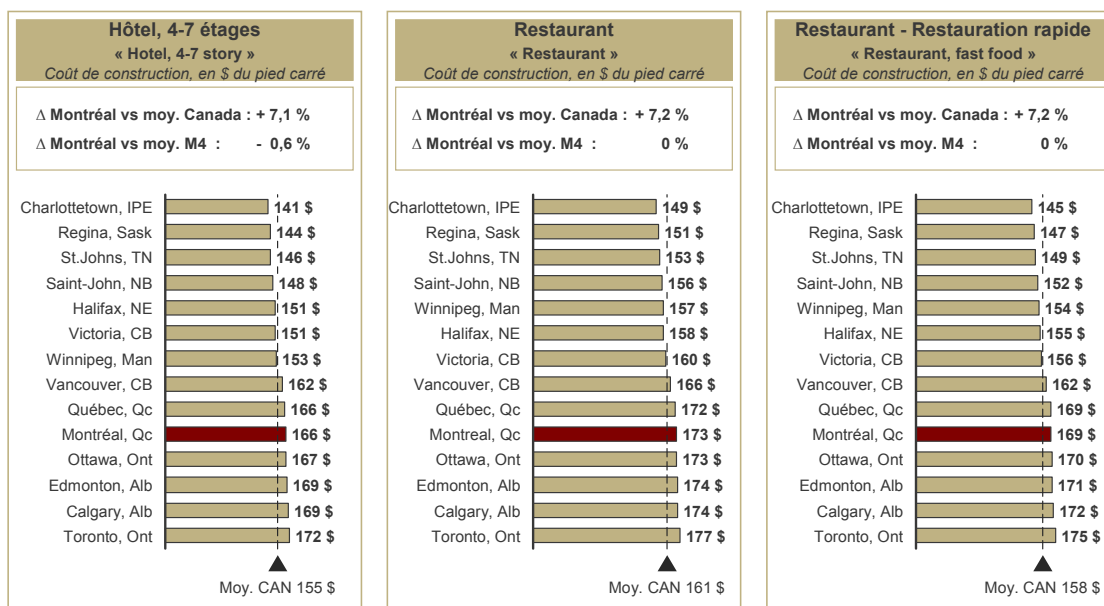 Hôtel, 4-7 étages
« Hotel, 4-7 story »
Coût de construction, en $ du pied carré
Δ Montréal vs moy. Canada : + 7,1 %
Δ Montréal vs moy. M4 : - 0,6 %
Charlottetown, IPE 141 $
Regina, Sask 144 $
St.Johns, TN 146 $
Saint-John, NB 148 $
Halifax, NE 151 $
Victoria, CB 151 $
Winnipeg, Man 153 $
Vancouver, CB 162 $
Québec, Qc 166 $
Montréal, Qc 166 $
Ottawa, Ont 167 $
Edmonton, Alb 169 $
Calgary, Alb 169 $
Toronto, Ont 172 $
Moy. CAN 155 $
Restaurant
« Restaurant »
Coût de construction, en $ du pied carré
Δ Montréal vs moy. Canada : + 7,2 %
Δ Montréal vs moy. M4 : 0 %
Charlottetown, IPE 149 $
Regina, Sask 151 $
St.Johns, TN 153 $
Saint-John, NB 156 $
Winnipeg, Man 157 $
Halifax, NE 158 $
Victoria, CB 160 $
Vancouver, CB 166 $
Québec, Qc 172 $
Montreal, Qc 173 $
Ottawa, Ont 173 $
Edmonton, Alb 174 $
Calgary, Alb 174 $
Toronto, Ont 177 $
Moy. CAN 161 $
Restaurant - Restauration rapide
« Restaurant, fast food »
Coût de construction, en $ du pied carré
Δ Montréal vs moy. Canada : + 7,2 %
Δ Montréal vs moy. M4 : 0 %
Charlottetown, IPE 145 $
Regina, Sask 147 $
St.Johns, TN 149 $
Saint-John, NB 152 $
Winnipeg, Man 154 $
Halifax, NE 155 $
Victoria, CB 156 $
Vancouver, CB 162 $
Québec, Qc 169 $
Montréal, Qc 169 $
Ottawa, Ont 170 $
Edmonton, Alb 171 $
Calgary, Alb 172 $
Toronto, Ont 175 $
Moy. CAN 158 $